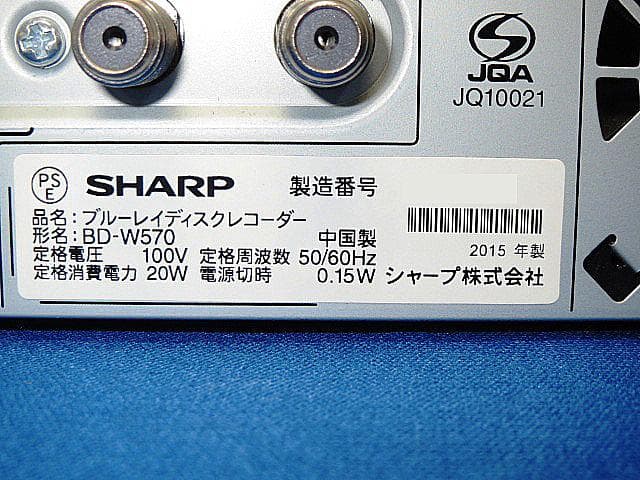 JQA
JQ10021
PS
E
SHARP 製造番号
品名:ブルーレイディスクレコーダー
形名:BD-W570 中国製
2015 年製
定格電圧 100V 定格周波数 50/60Hz
定格消費電力 20W 電源切時 0.15W シャープ株式会社